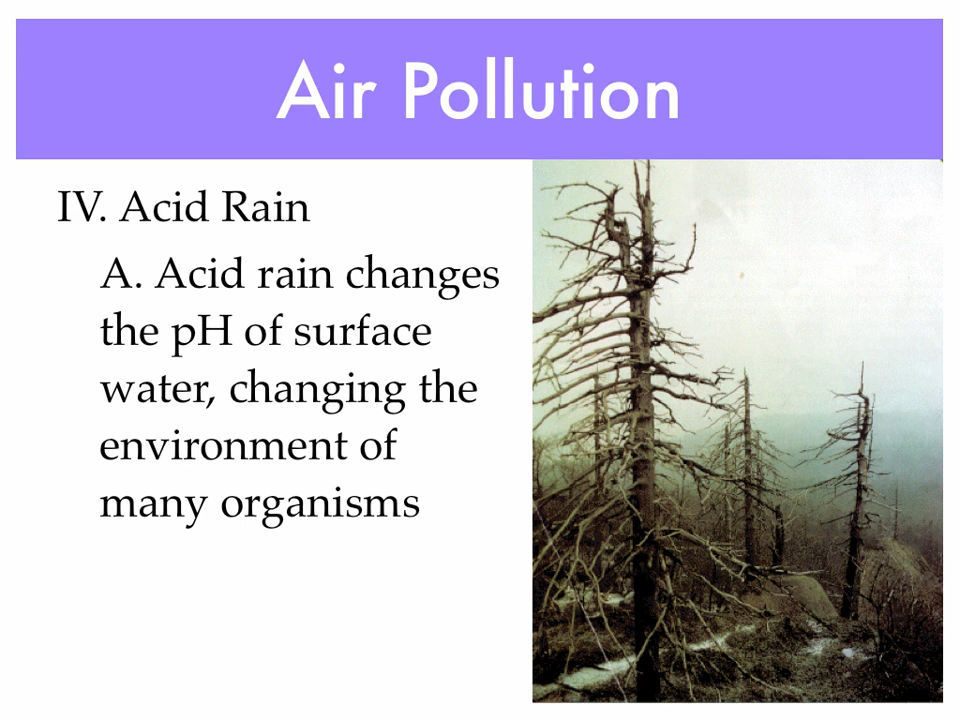 Air Pollution
IV. Acid Rain
A. Acid rain changes
the pH of surface
water, changing the
environment of
many organisms